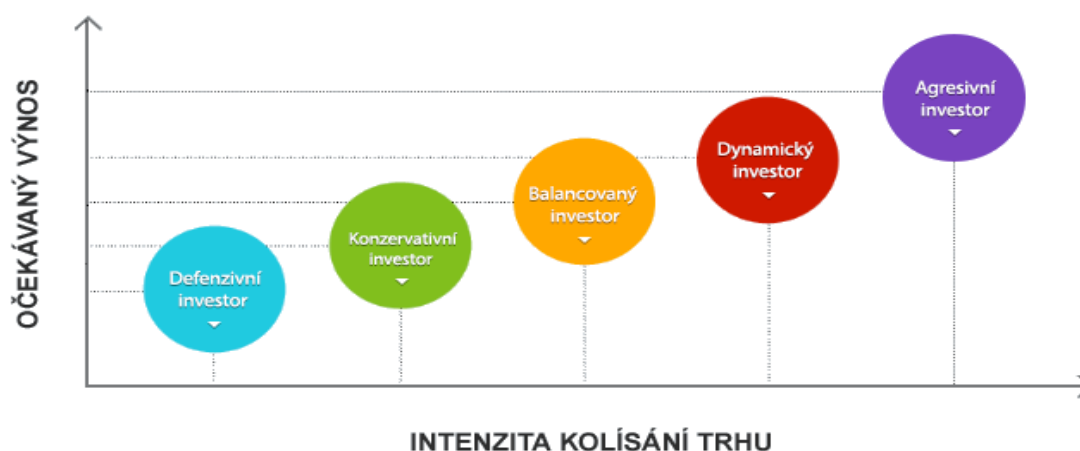 OČEKÁVANÝ VÝNOS
Agresivní
investor
Dynamický
investor
Balancovaný
investor
Konzervativní
investor
Defenzivní
investor
INTENZITA KOLÍSÁNÍ TRHU